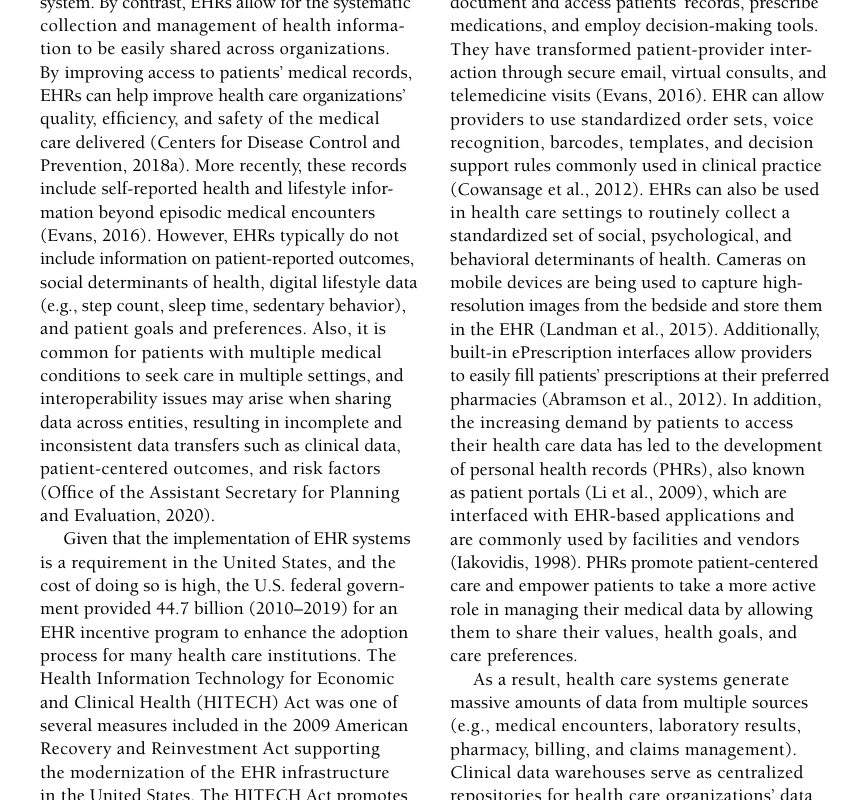 system. By contrast, EHRs allow for the systematic
collection and management of health informa-
tion to be easily shared across organizations.
By improving access to patients’ medical records,
EHRs can help improve health care organizations’
quality, efficiency, and safety of the medical
care delivered (Centers for Disease Control and
Prevention, 2018a). More recently, these records
include self-reported health and lifestyle infor-
mation beyond episodic medical encounters
(Evans, 2016). However, EHRs typically do not
include information on patient-reported outcomes,
social determinants of health, digital lifestyle data
(e.g., step count, sleep time, sedentary behavior),
and patient goals and preferences. Also, it is
common for patients with multiple medical
conditions to seek care in multiple settings, and
interoperability issues may arise when sharing
data across entities, resulting in incomplete and
inconsistent data transfers such as clinical data,
patient-centered outcomes, and risk factors
(Office of the Assistant Secretary for Planning
and Evaluation, 2020).
Given that the implementation of EHR systems
is a requirement in the United States, and the
cost of doing so is high, the U.S. federal govern-
ment provided 44.7 billion (2010–2019) for an
EHR incentive program to enhance the adoption
process for many health care institutions. The
Health Information Technology for Economic
and Clinical Health (HITECH) Act was one of
several measures included in the 2009 American
Recovery and Reinvestment Act supporting
the modernization of the EHR infrastructure
in the United States. The HITECH Act promotes
document and access patients’ records, prescribe
medications, and employ decision-making tools.
They have transformed patient-provider inter-
action through secure email, virtual consults, and
telemedicine visits (Evans, 2016). EHR can allow
providers to use standardized order sets, voice
recognition, barcodes, templates, and decision
support rules commonly used in clinical practice
(Cowansage et al., 2012). EHRs can also be used
in health care settings to routinely collect a
standardized set of social, psychological, and
behavioral determinants of health. Cameras on
mobile devices are being used to capture high-
resolution images from the bedside and store them
in the EHR (Landman et al., 2015). Additionally,
built-in ePrescription interfaces allow providers
to easily fill patients’ prescriptions at their preferred
pharmacies (Abramson et al., 2012). In addition,
the increasing demand by patients to access
their health care data has led to the development
of personal health records (PHRs), also known
as patient portals (Li et al., 2009), which are
interfaced with EHR-based applications and
are commonly used by facilities and vendors
(Iakovidis, 1998). PHRs promote patient-centered
care and empower patients to take a more active
role in managing their medical data by allowing
them to share their values, health goals, and
care preferences.
As a result, health care systems generate
massive amounts of data from multiple sources
(e.g., medical encounters, laboratory results,
pharmacy, billing, and claims management).
Clinical data warehouses serve as centralized
repositories for health care organizations’ data